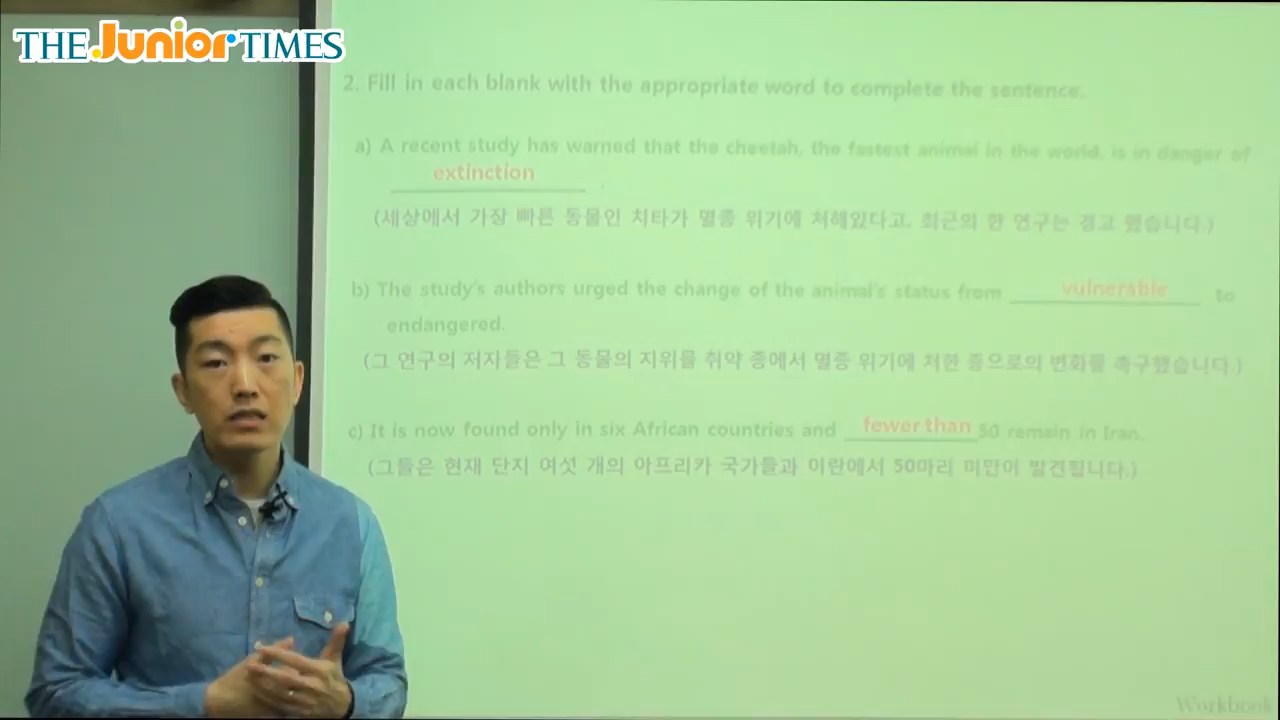 THE Junior TIMES
2. Fill in each blank with the appropriate word to complete the sentence.
a) A recent study has warned that the cheetah, the fastest animal in the world, is in danger of
extinction .
(세상에서 가장 빠른 동물인 치타가 멸종 위기에 처해있다고, 최근의 한 연구는 경고 했습니다.)
b) The study's authors urged the change of the animal's status from vulnerable to
endangered.
(그 연구의 저자들은 그 동물의 지위를 취약 종에서 멸종 위기에 처한 종으로의 변화를 촉구했습니다.)
c) It is now found only in six African countries and fewer than 50 remain in Iran.
(그들은 현재 단지 여섯 개의 아프리카 국가들과 이란에서 50마리 미만이 발견됩니다.)
Workbook